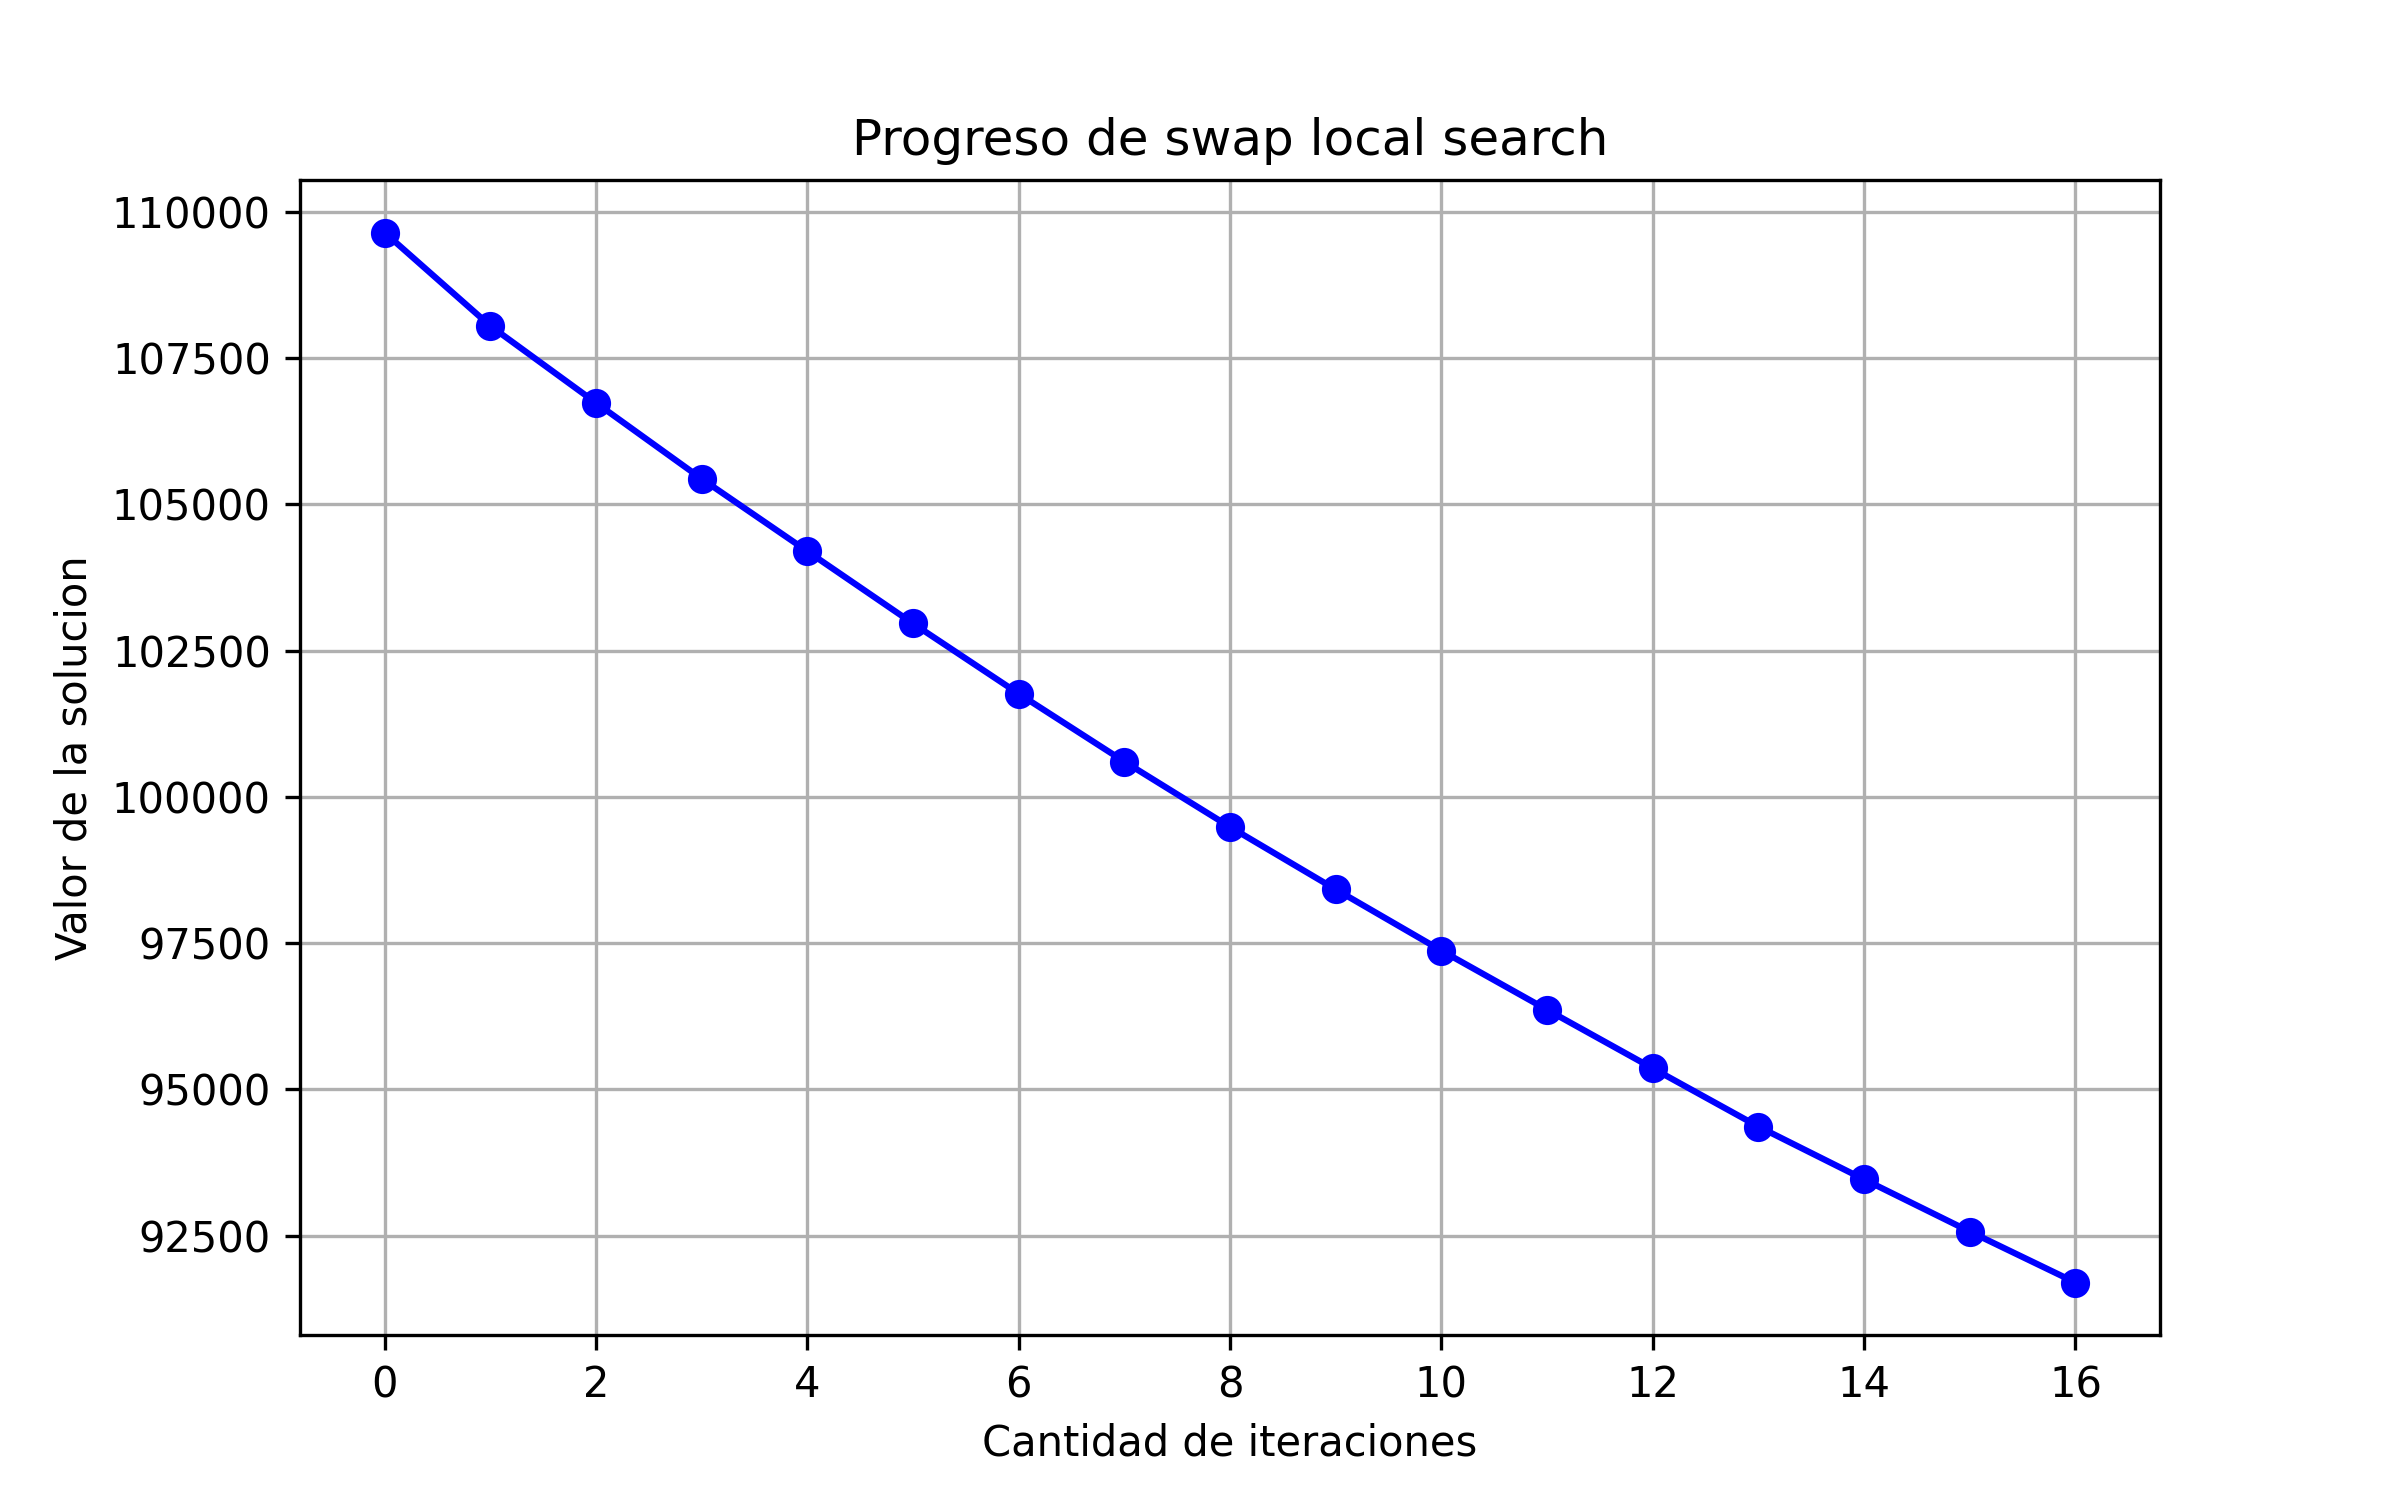 Progreso de swap local search
Valor de la solucion
110000
107500
105000
102500
100000
97500
95000
92500
0 2 4 6 8 10 12 14 16
Cantidad de iteraciones